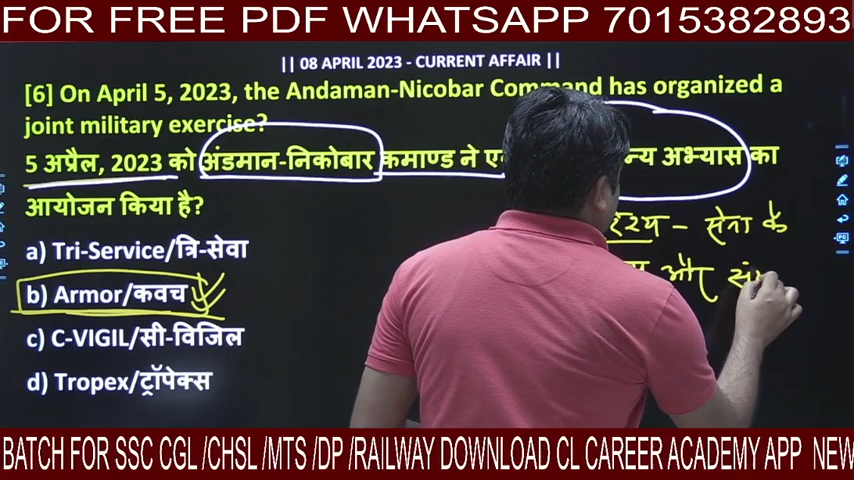 FOR FREE PDF WHATSAPP 7015382893
|| 08 APRIL 2023 - CURRENT AFFAIR ||
[6] On April 5, 2023, the Andaman-Nicobar Command has organized a
joint military exercise?
5 अप्रैल, 2023 को अंडमान-निकोबार कमाण्ड ने अभ्यास का
आयोजन किया है?
a) Tri-Service/त्रि-सेवा
b) Armor/कवच
c) C-VIGIL/सी-विजिल
d) Tropex/ट्रॉपेक्स
– सेना के
और
BATCH FOR SSC CGL /CHSL /MTS /DP /RAILWAY DOWNLOAD CL CAREER ACADEMY APP NEW